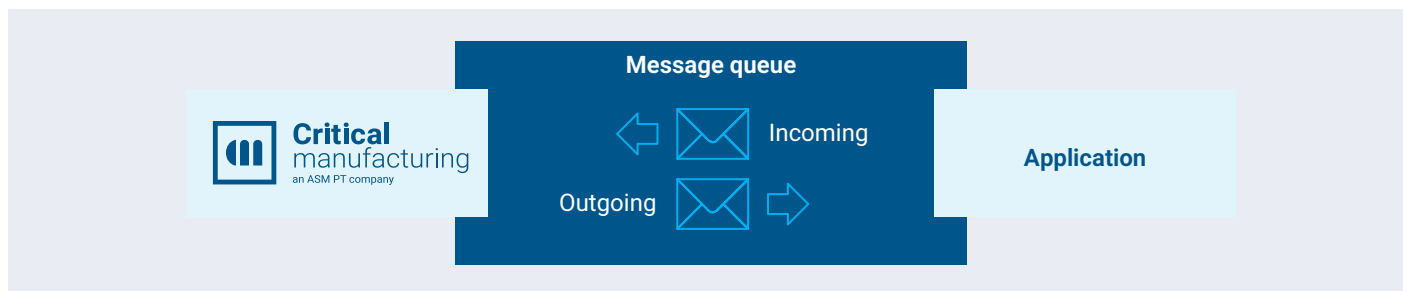 Message queue
Critical
manufacturing
an ASM PT company
Incoming
Outgoing
Application